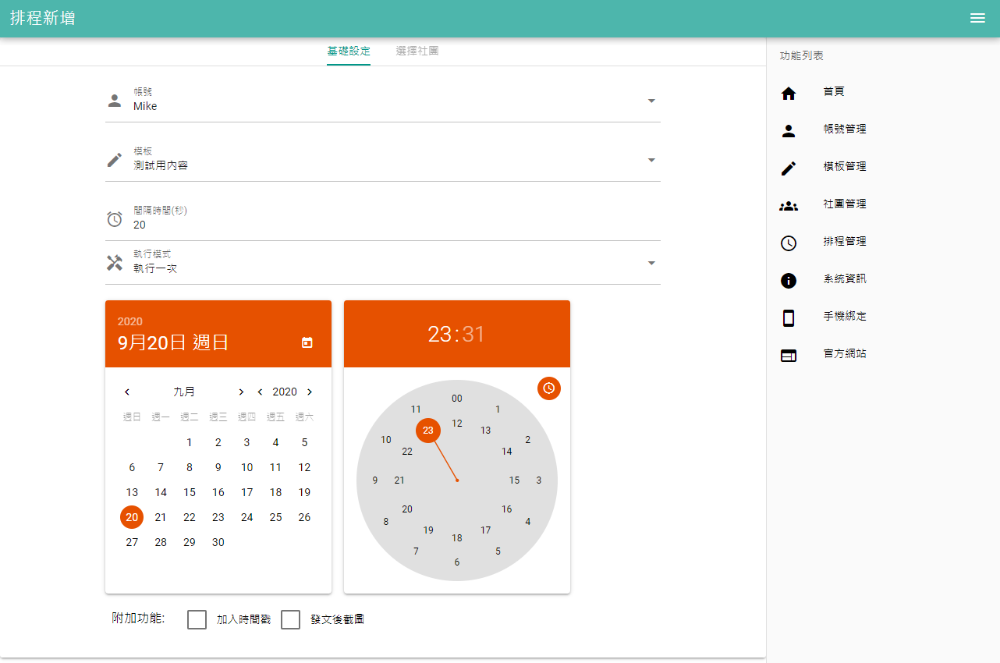 排程新增
基礎設定 選擇社團
帳號
Mike
模板
測試用內容
間隔時間(秒)
20
執行模式
執行一次
2020
9月20日 週日
九月 2020
週日 週一 週二 週三 週四 週五 週六
1 2 3 4 5
6 7 8 9 10 11 12
13 14 15 16 17 18 19
20 21 22 23 24 25 26
27 28 29 30
23:31
00
11 1
12
23 13
10 2
22 14
9 21 15 3
20 16
8 4
19 17
18
7 5
6
附加功能: 加入時間戳 發文後截圖
功能列表
首頁
帳號管理
模板管理
社團管理
排程管理
系統資訊
手機綁定
官方網站